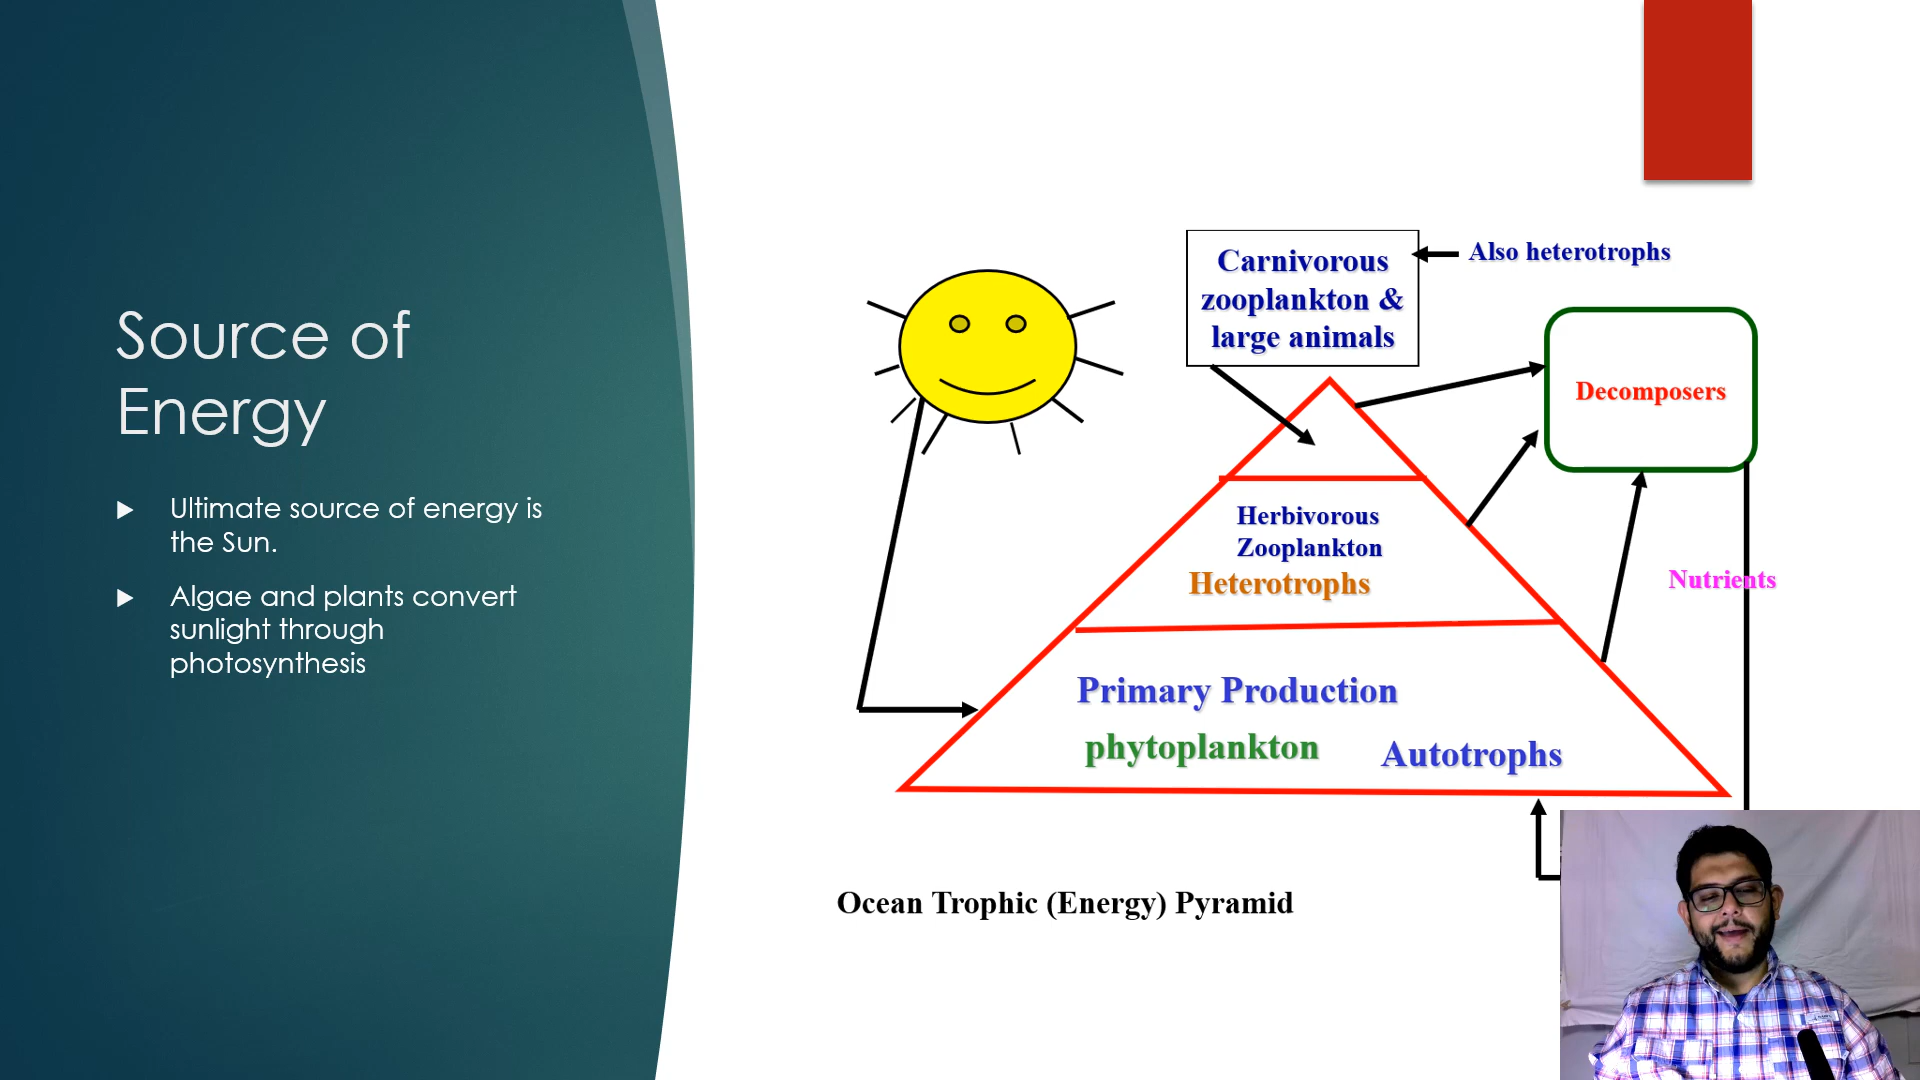 Source of
Energy
Ultimate source of energy is
the Sun.
Algae and plants convert
sunlight through
photosynthesis
Carnivorous
zooplankton &
large animals
Also heterotrophs
Decomposers
Herbivorous
Zooplankton
Heterotrophs
Nutrients
Primary Production
phytoplankton
Autotrophs
Ocean Trophic (Energy) Pyramid